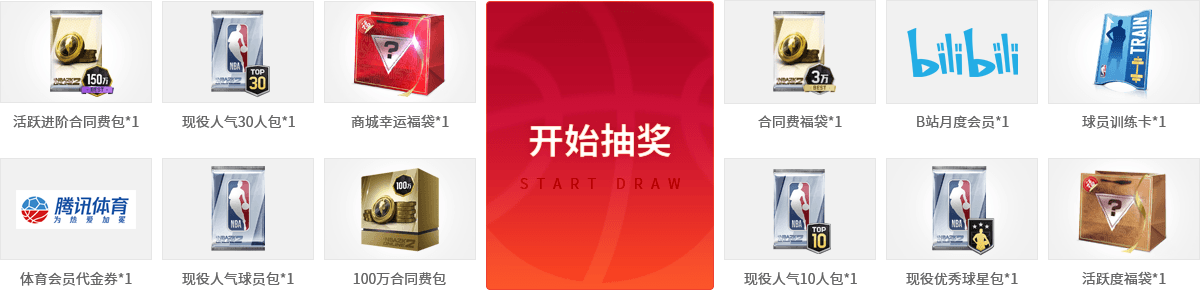 150万
BEST
活跃进阶合同费包*1
NBA
TOP
30
现役人气30人包*1
?
商城幸运福袋*1
开始抽奖
START DRAW
3万
BEST
合同费福袋*1
bilibili
B站月度会员*1
TRAIN
球员训练卡*1
腾讯体育
为热爱加冕
体育会员代金券*1
NBA
现役人气球员包*1
100万
100万合同费包
TOP
10
现役人气10人包*1
NBA
现役优秀球星包*1
?
活跃度福袋*1